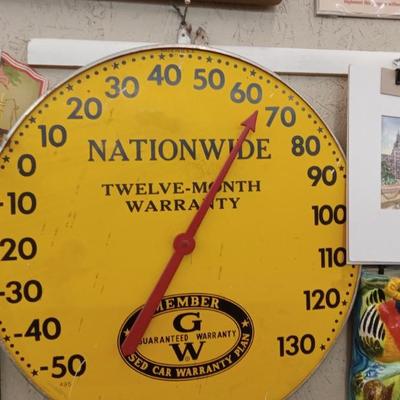 -50
-40
-30
20
10
0
10
20
30
40
50
60
70
80
90
100
110
120
130
NATIONWIDE
TWELVE-MONTH
WARRANTY
MEMBER
G
GUARANTEED WARRANTY
W
SED CAR WARRANTY PLAN